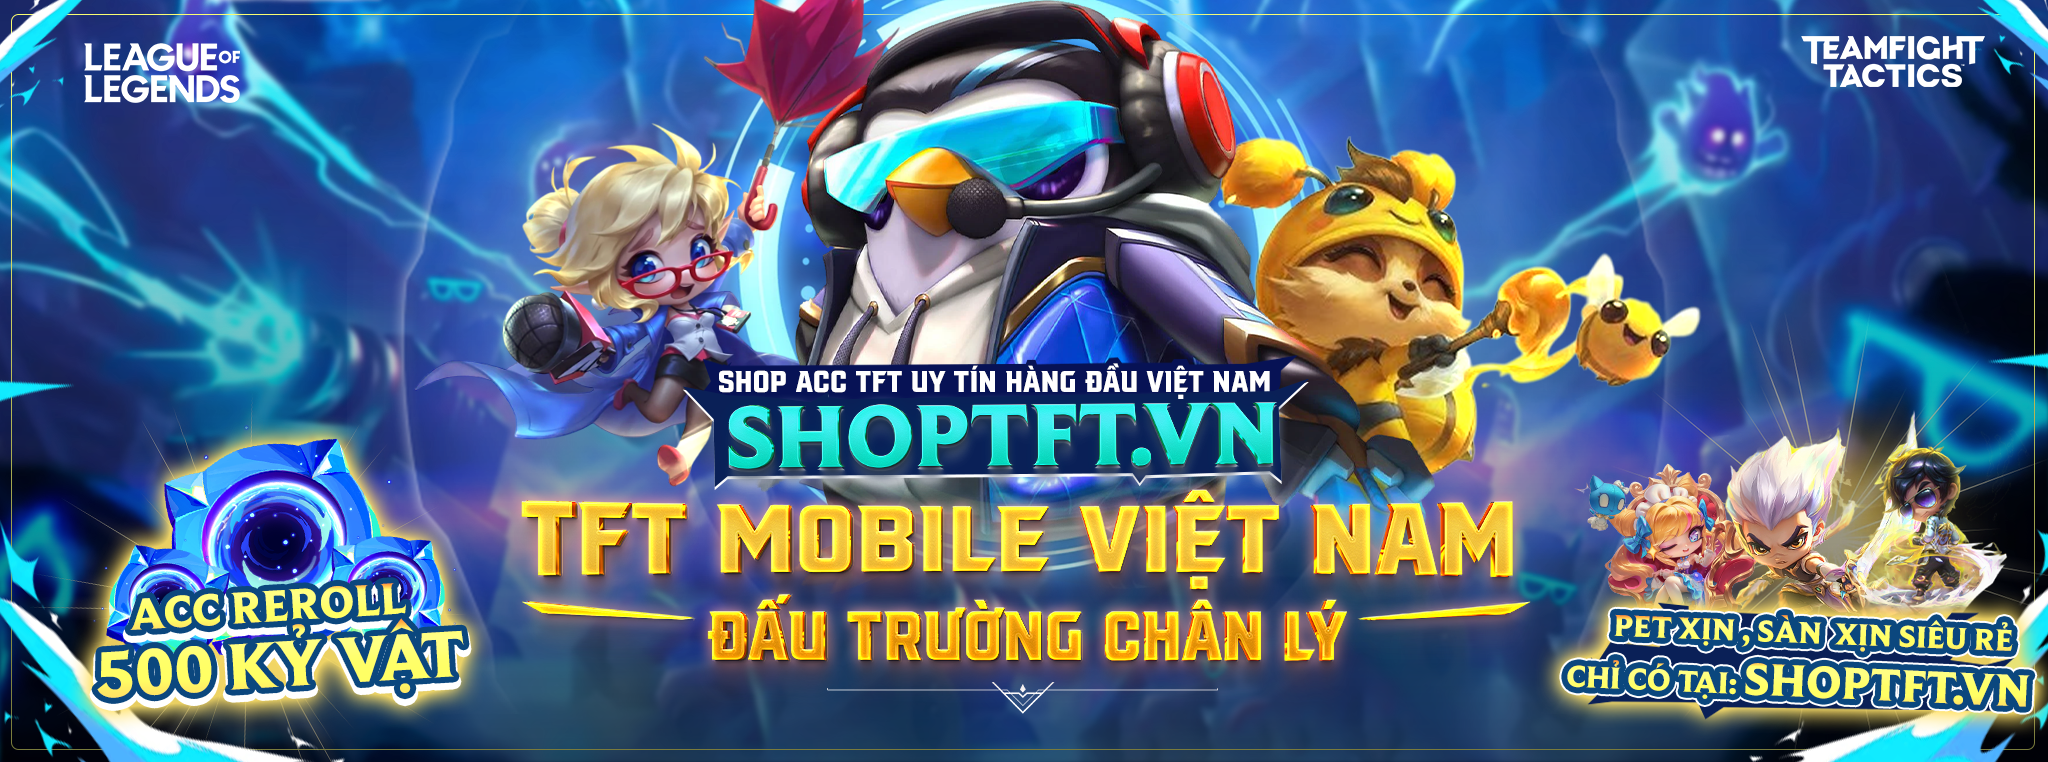 LEAGUE OF
LEGENDS
TEAMFIGHT
TACTICS
SHOP ACC TFT UY TÍN HÀNG ĐẦU VIỆT NAM
SHOPTFT.VN
TFT MOBILE VIỆT NAM
ĐẤU TRƯỜNG CHÂN LÝ
ACC REROLL
500 KỶ VẬT
PET XỊN, SÀN XỊN SIÊU RẺ
CHỈ CÓ TẠI: SHOPTFT.VN